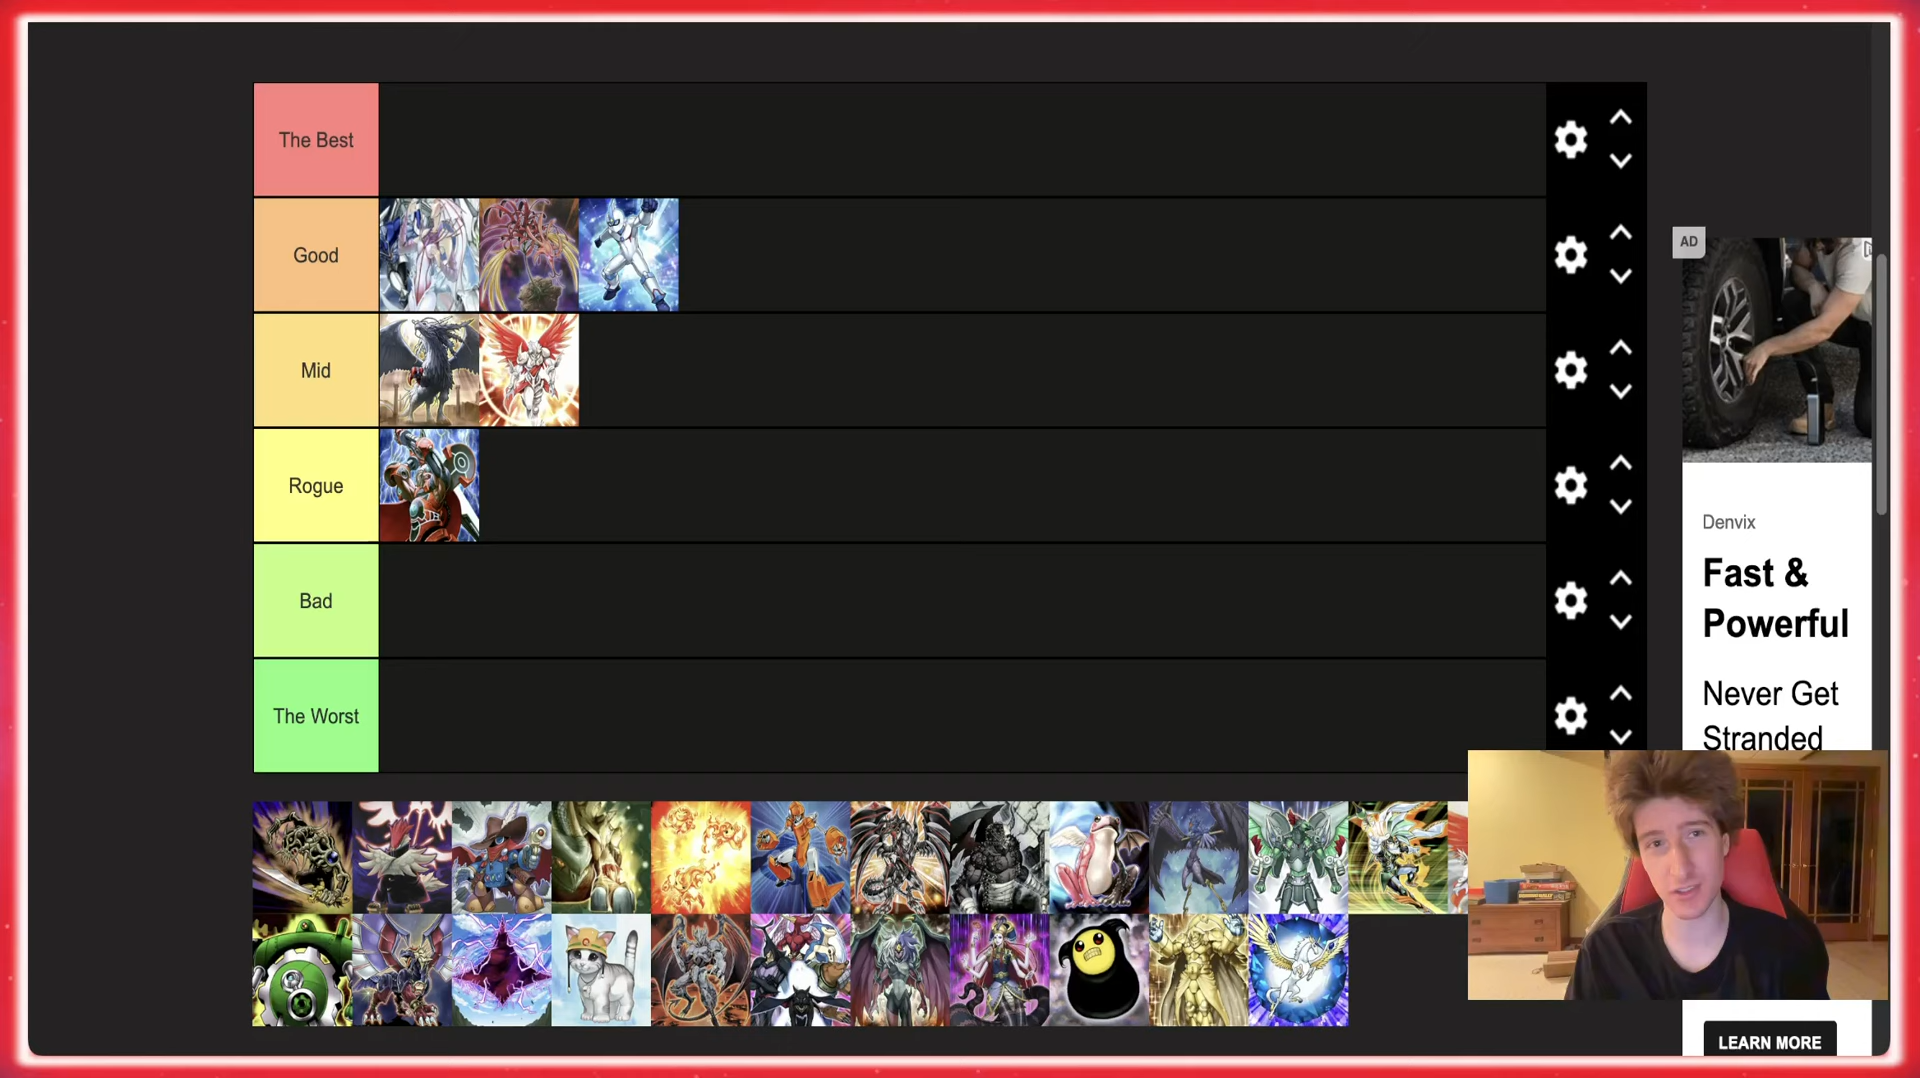 The Best
Good
Mid
Rogue
Bad
The Worst
AD
Denvix
Fast &
Powerful
Never Get
Stranded
LEARN MORE